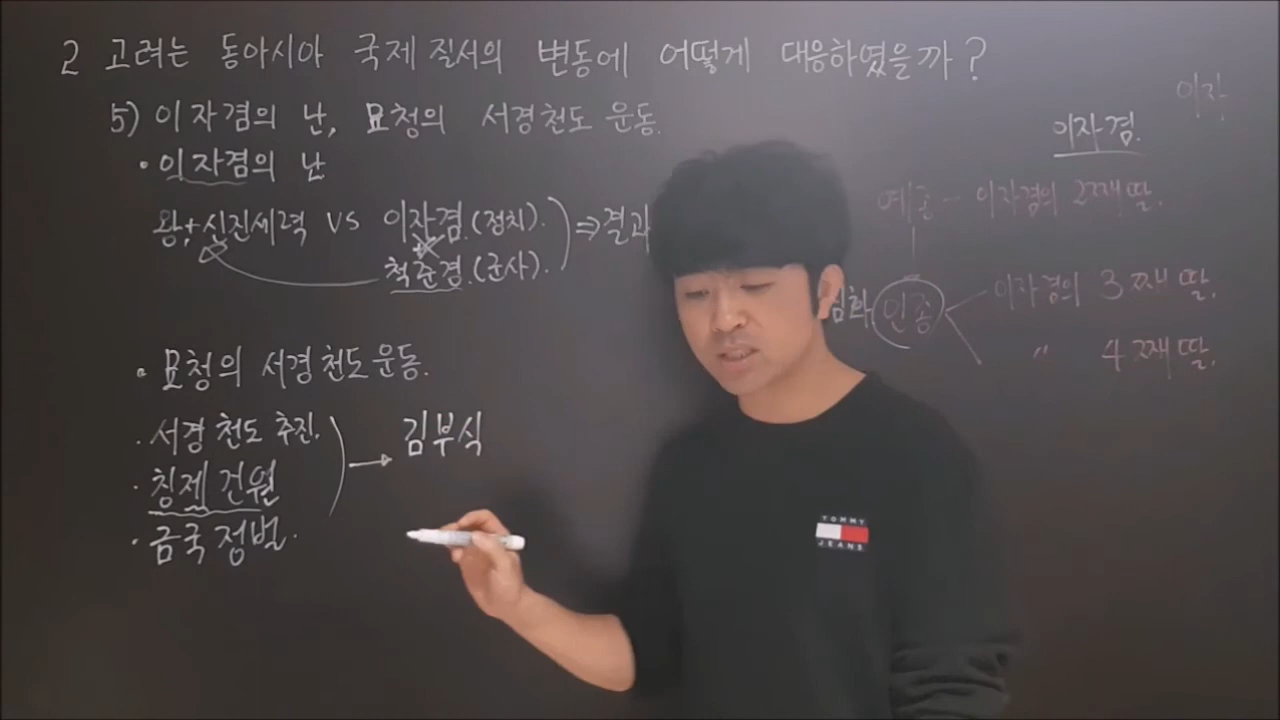 2 고려는 동아시아 국제 질서의 변동에 어떻게 대응하였을까?
5) 이자겸의 난, 묘청의 서경천도 운동.
· 이자겸의 난
왕+신진세력 VS 이자겸.(정치). ⇒ 결과
척준경.(군사).
· 묘청의 서경 천도 운동.
· 서경 천도 추진. → 김부식
· 칭제 건원
· 금국 정벌.
이자
이자겸.
예종 - 이자겸의 2째 딸.
심화 인종 이자겸의 3째 딸.
" 4째 딸.
TOMMY
JEANS